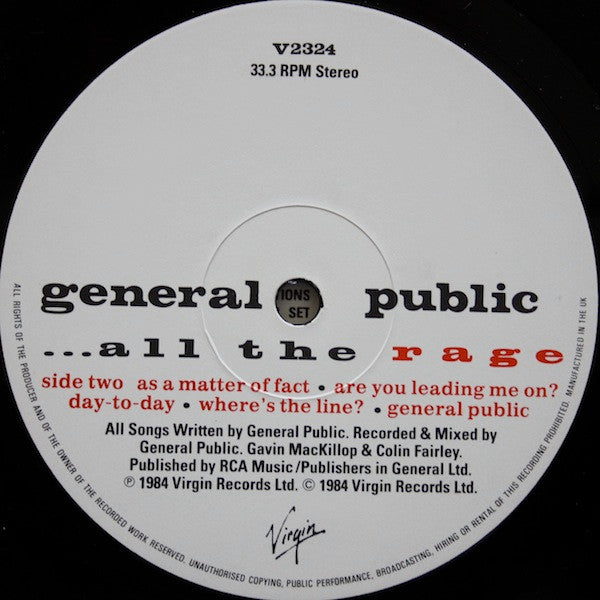 V2324
33.3 RPM Stereo
general public
IONS
SET
...all the rage
side two as a matter of fact • are you leading me on?
day-to-day • where's the line? • general public
All Songs Written by General Public. Recorded & Mixed by
General Public. Gavin MacKillop & Colin Fairley.
Published by RCA Music/Publishers in General Ltd.
℗ 1984 Virgin Records Ltd. © 1984 Virgin Records Ltd.
Virgin
ALL RIGHTS OF THE PRODUCER AND OF THE OWNER OF THE RECORDED WORK RESERVED. UNAUTHORISED COPYING, PUBLIC PERFORMANCE, BROADCASTING, HIRING OR RENTAL OF THIS RECORDING PROHIBITED. MANUFACTURED IN THE UK